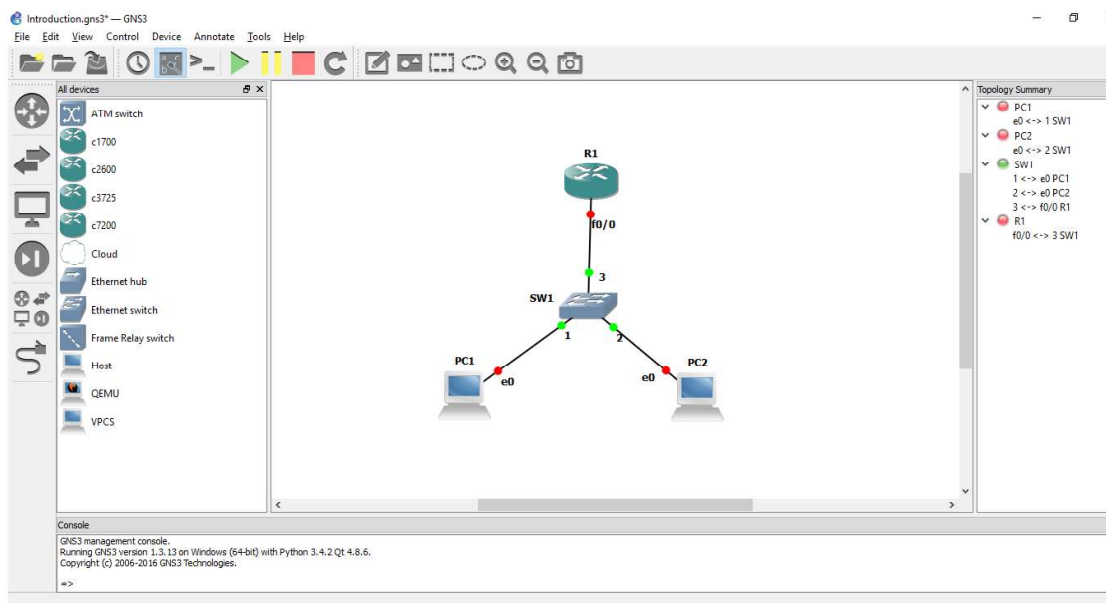 Introduction.gns3* — GNS3
File Edit View Control Device Annotate Tools Help
All devices
ATM switch
c1700
c2600
c3725
c7200
Cloud
Ethernet hub
Ethernet switch
Frame Relay switch
Host
QEMU
VPCS
R1
f0/0
3
SW1
1
2
PC1
e0
e0
PC2
Topology Summary
PC1
e0 <-> 1 SW1
PC2
e0 <-> 2 SW1
SW1
1 <-> e0 PC1
2 <-> e0 PC2
3 <-> f0/0 R1
R1
f0/0 <-> 3 SW1
Console
GNS3 management console.
Running GNS3 version 1.3.13 on Windows (64-bit) with Python 3.4.2 Qt 4.8.6.
Copyright (c) 2006-2016 GNS3 Technologies.
=>